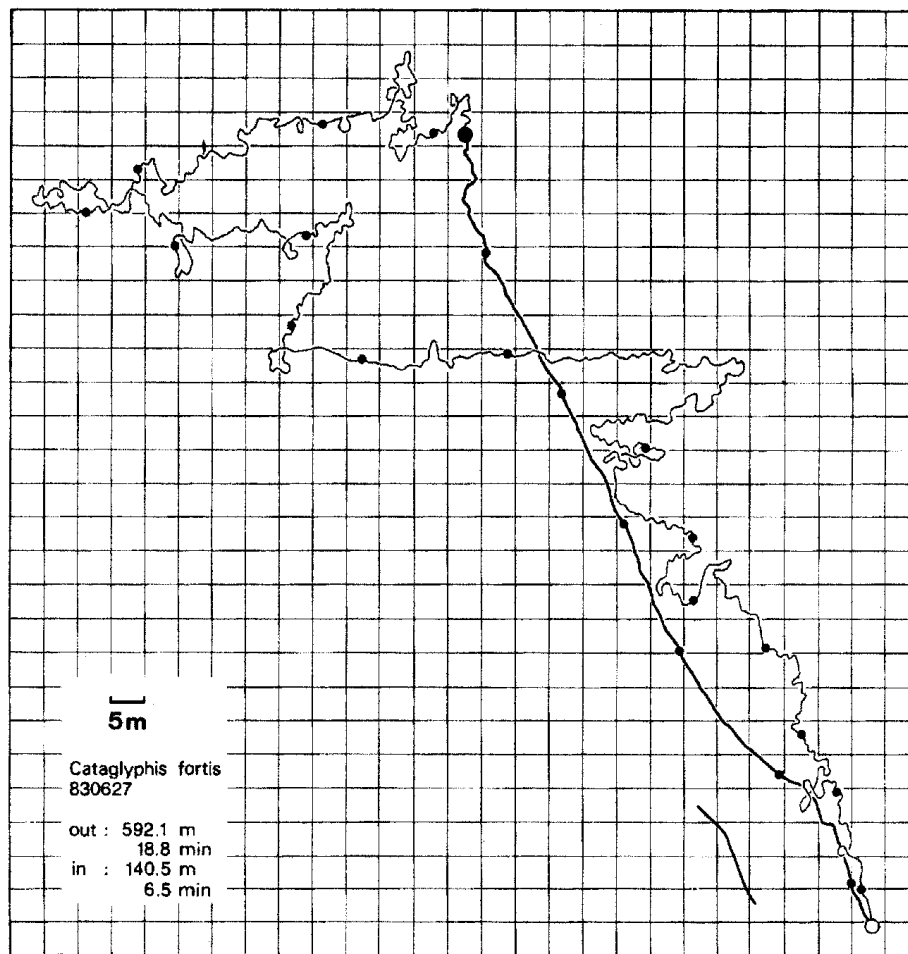 5m
Cataglyphis fortis
830627
out : 592.1 m
18.8 min
in : 140.5 m
6.5 min